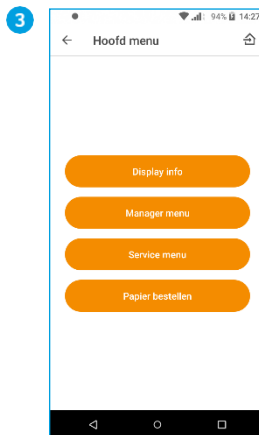 3
94% 14:27
Hoofd menu
Display info
Manager menu
Service menu
Papier bestellen